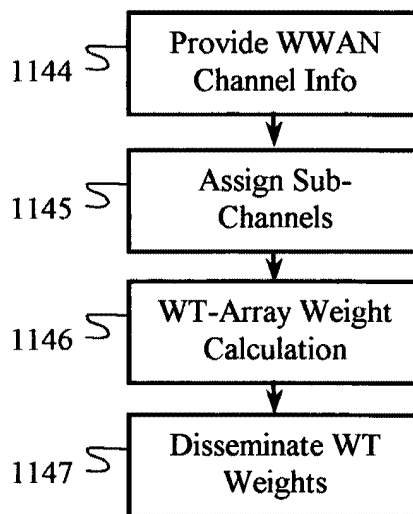 Provide WWAN
Channel Info
1144
Assign Sub-
Channels
1145
WT-Array Weight
Calculation
1146
Disseminate WT
Weights
1147